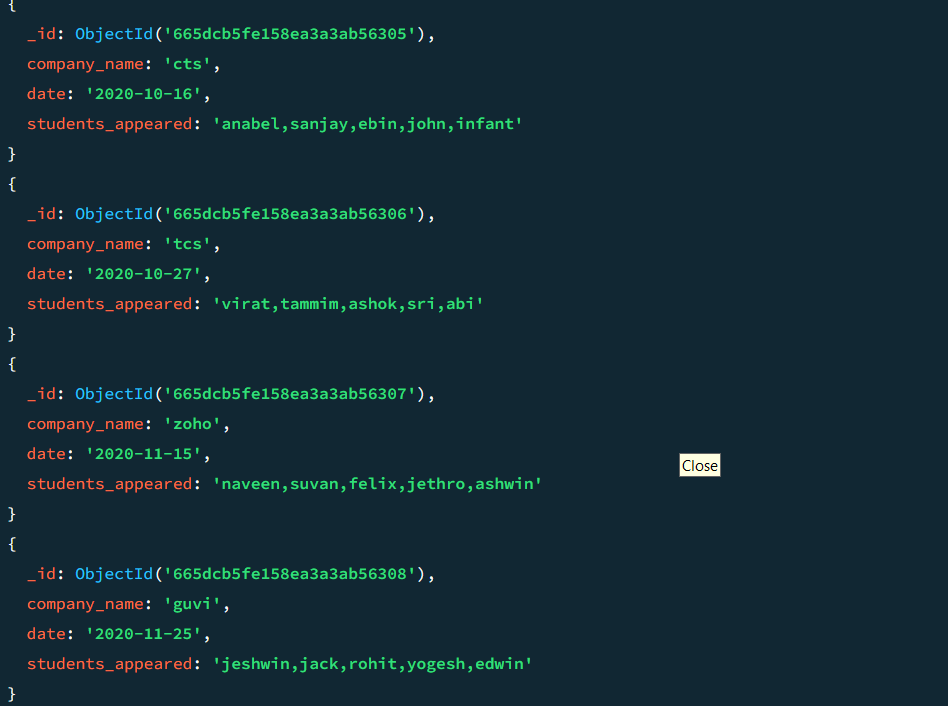 {
_id: ObjectId('665dcb5fe158ea3a3ab56305'),
company_name: 'cts',
date: '2020-10-16',
students_appeared: 'anabel,sanjay,ebin,john,infant'
}
{
_id: ObjectId('665dcb5fe158ea3a3ab56306'),
company_name: 'tcs',
date: '2020-10-27',
students_appeared: 'virat,tammim,ashok,sri,abi'
}
{
_id: ObjectId('665dcb5fe158ea3a3ab56307'),
company_name: 'zoho',
date: '2020-11-15',
Close
students_appeared: 'naveen,suvan,felix,jethro,ashwin'
}
{
_id: ObjectId('665dcb5fe158ea3a3ab56308'),
company_name: 'guvi',
date: '2020-11-25',
students_appeared: 'jeshwin,jack,rohit,yogesh,edwin'
}